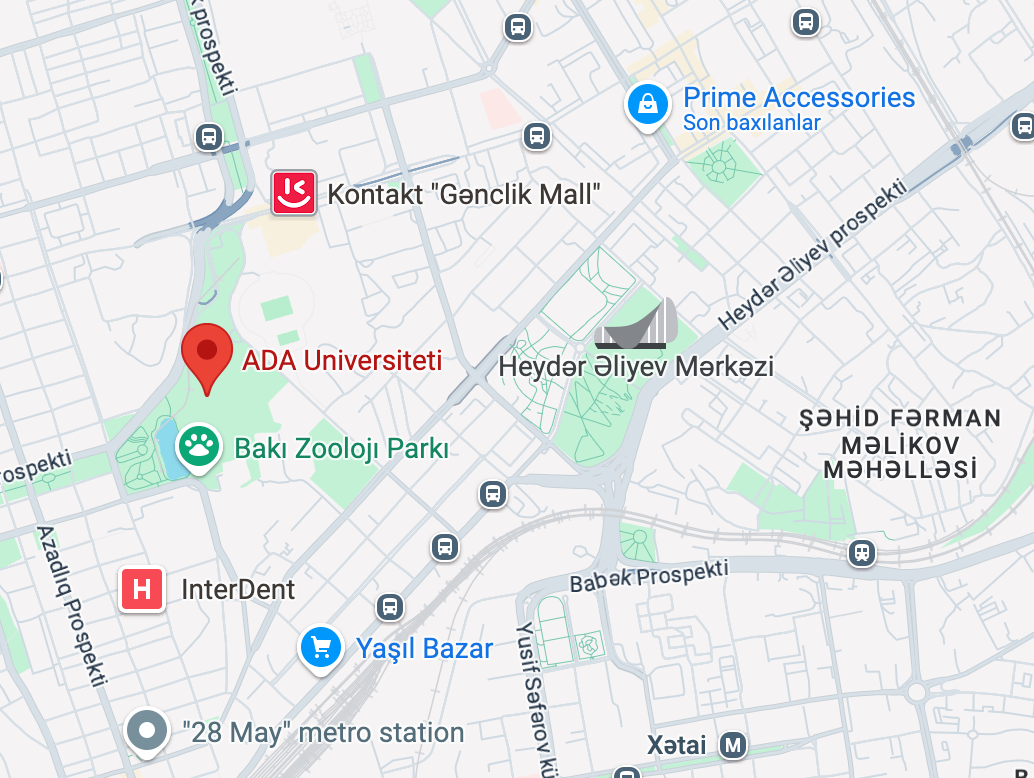 k prospekti
Prime Accessories
Son baxılanlar
Kontakt "Gənclik Mall"
Heydər Əliyev prospekti
ADA Universiteti
Heydər Əliyev Mərkəzi
ŞƏHİD FƏRMAN
MƏLİKOV
MƏHƏLLƏSİ
Bakı Zooloji Parkı
rospekti
Azadlıq Prospekti
H
InterDent
Babək Prospekti
Yaşıl Bazar
Yusif Səfərov kü
"28 May" metro station
Xətai
M